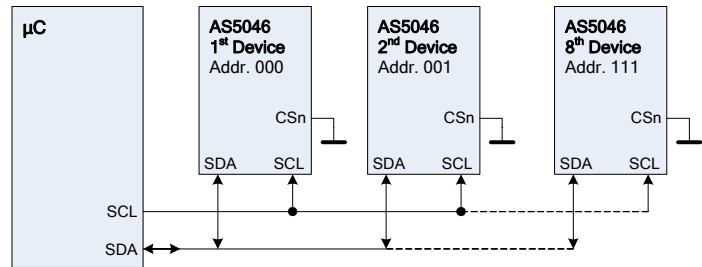 µC
AS5046
1st Device
Addr. 000
CSn
SDA SCL
AS5046
2nd Device
Addr. 001
CSn
SDA SCL
AS5046
8th Device
Addr. 111
CSn
SDA SCL
SCL
SDA